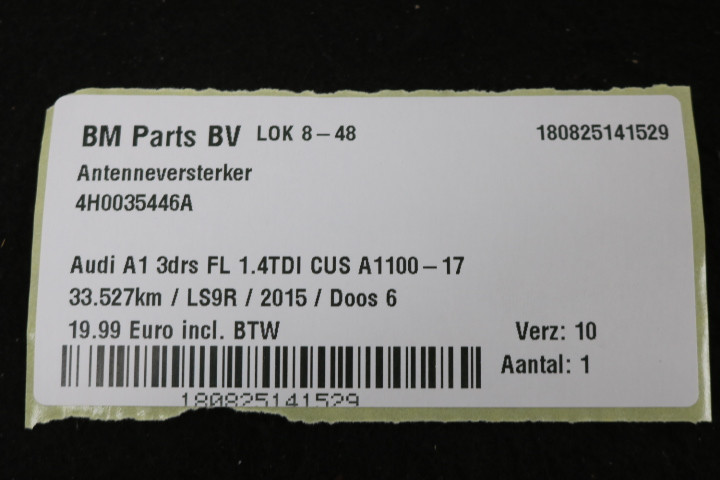 BM Parts BV LOK 8-48 180825141529
Antenneversterker
4H0035446A
Audi A1 3drs FL 1.4TDI CUS A1100-17
33.527km / LS9R / 2015 / Doos 6
19.99 Euro incl. BTW Verz: 10
Aantal: 1
180825141529